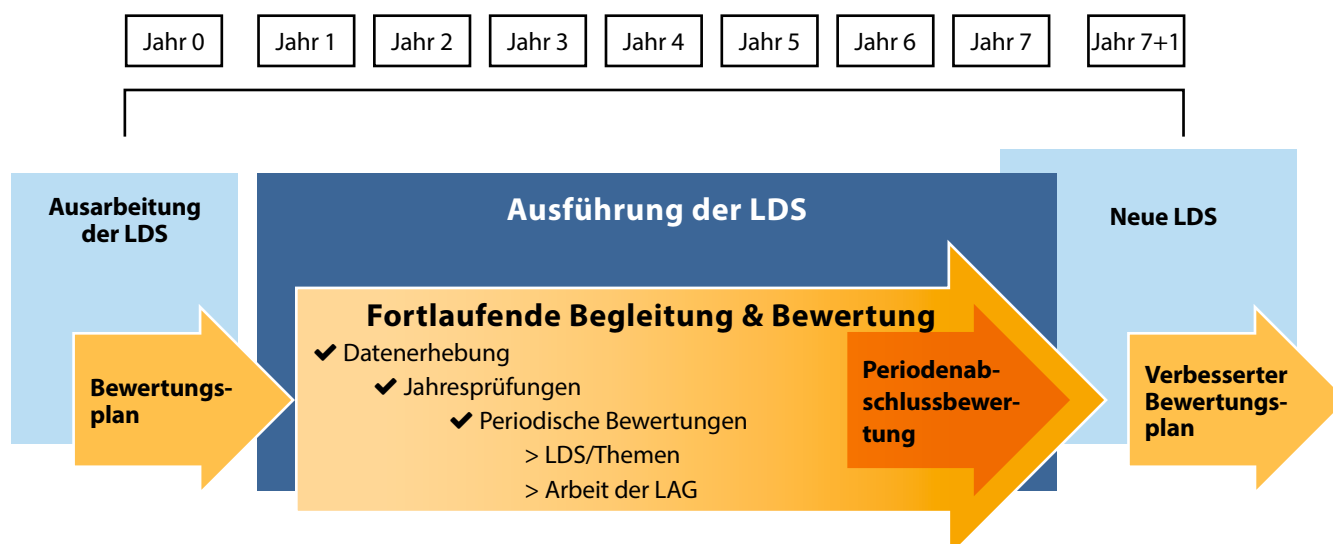 Jahr 0
Jahr 1
Jahr 2
Jahr 3
Jahr 4
Jahr 5
Jahr 6
Jahr 7
Jahr 7+1
Ausarbeitung
der LDS
Ausführung der LDS
Neue LDS
Bewertungs-
plan
Fortlaufende Begleitung & Bewertung
✔ Datenerhebung
✔ Jahresprüfungen
✔ Periodische Bewertungen
> LDS/Themen
> Arbeit der LAG
Periodenab-
schlussbewer-
tung
Verbesserter
Bewertungs-
plan